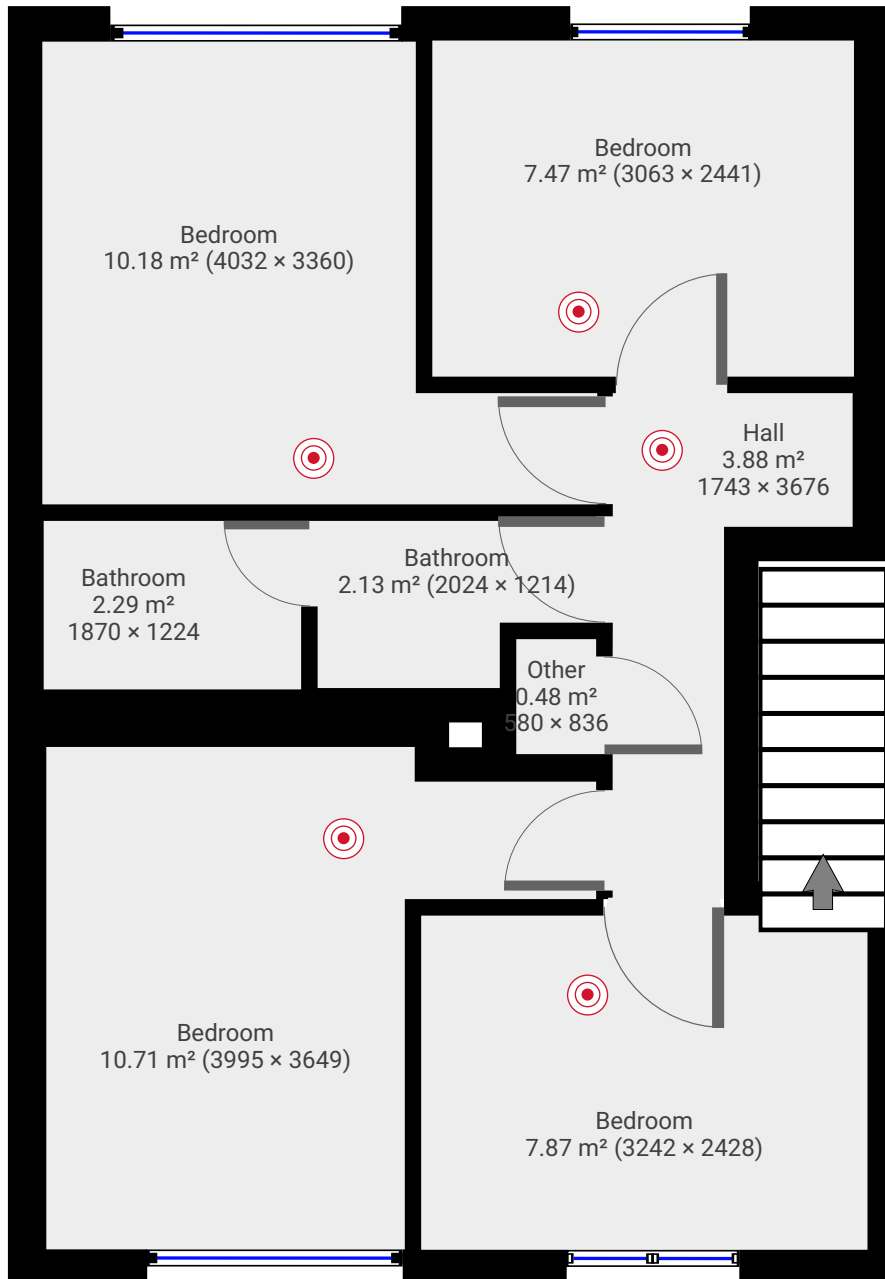 Bedroom
7.47 m² (3063 × 2441)
Bedroom
10.18 m² (4032 × 3360)
Hall
3.88 m²
1743 × 3676
Bathroom
2.13 m² (2024 × 1214)
Bathroom
2.29 m²
1870 × 1224
Other
0.48 m²
580 × 836
Bedroom
10.71 m² (3995 × 3649)
Bedroom
7.87 m² (3242 × 2428)